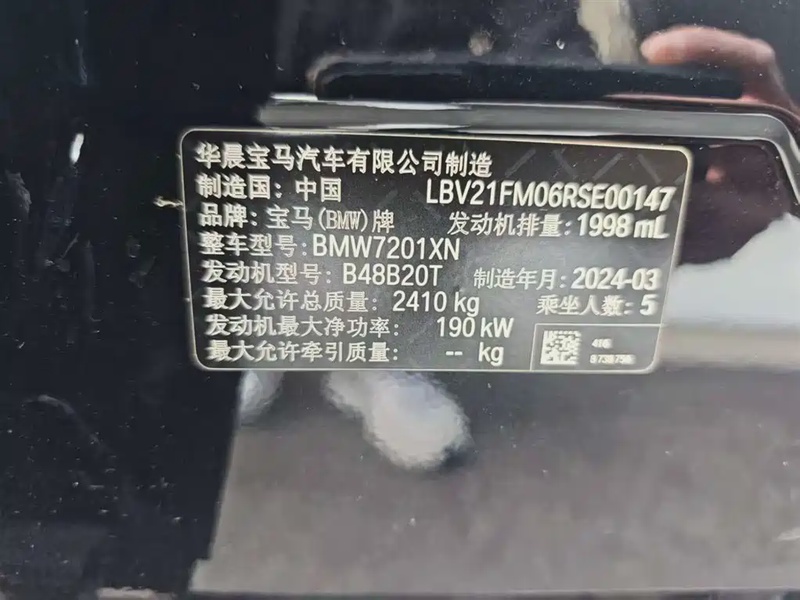 华晨宝马汽车有限公司制造
制造国: 中国 LBV21FM06RSE00147
品牌: 宝马(BMW)牌 发动机排量: 1998 mL
整车型号: BMW7201XN
发动机型号: B48B20T 制造年月: 2024-03
最大允许总质量: 2410 kg 乘坐人数: 5
发动机最大净功率: 190 kW
最大允许牵引质量: -- kg